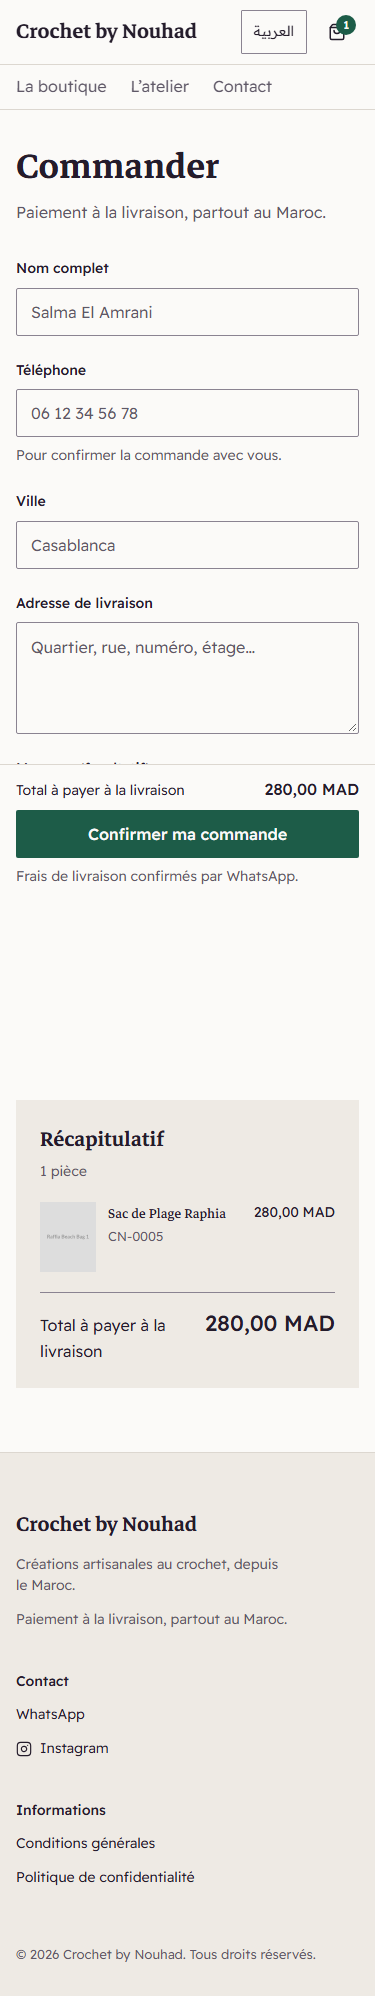 Crochet by Nouhad
العربية
1
La boutique
L’atelier
Contact
Commander
Paiement à la livraison, partout au Maroc.
Nom complet
Salma El Amrani
Téléphone
06 12 34 56 78
Pour confirmer la commande avec vous.
Ville
Casablanca
Adresse de livraison
Quartier, rue, numéro, étage…
Total à payer à la livraison
280,00 MAD
Confirmer ma commande
Frais de livraison confirmés par WhatsApp.
Récapitulatif
1 pièce
Raffia Beach Bag 1
Sac de Plage Raphia
280,00 MAD
CN-0005
Total à payer à la
livraison
280,00 MAD
Crochet by Nouhad
Créations artisanales au crochet, depuis
le Maroc.
Paiement à la livraison, partout au Maroc.
Contact
WhatsApp
Instagram
Informations
Conditions générales
Politique de confidentialité
© 2026 Crochet by Nouhad. Tous droits réservés.